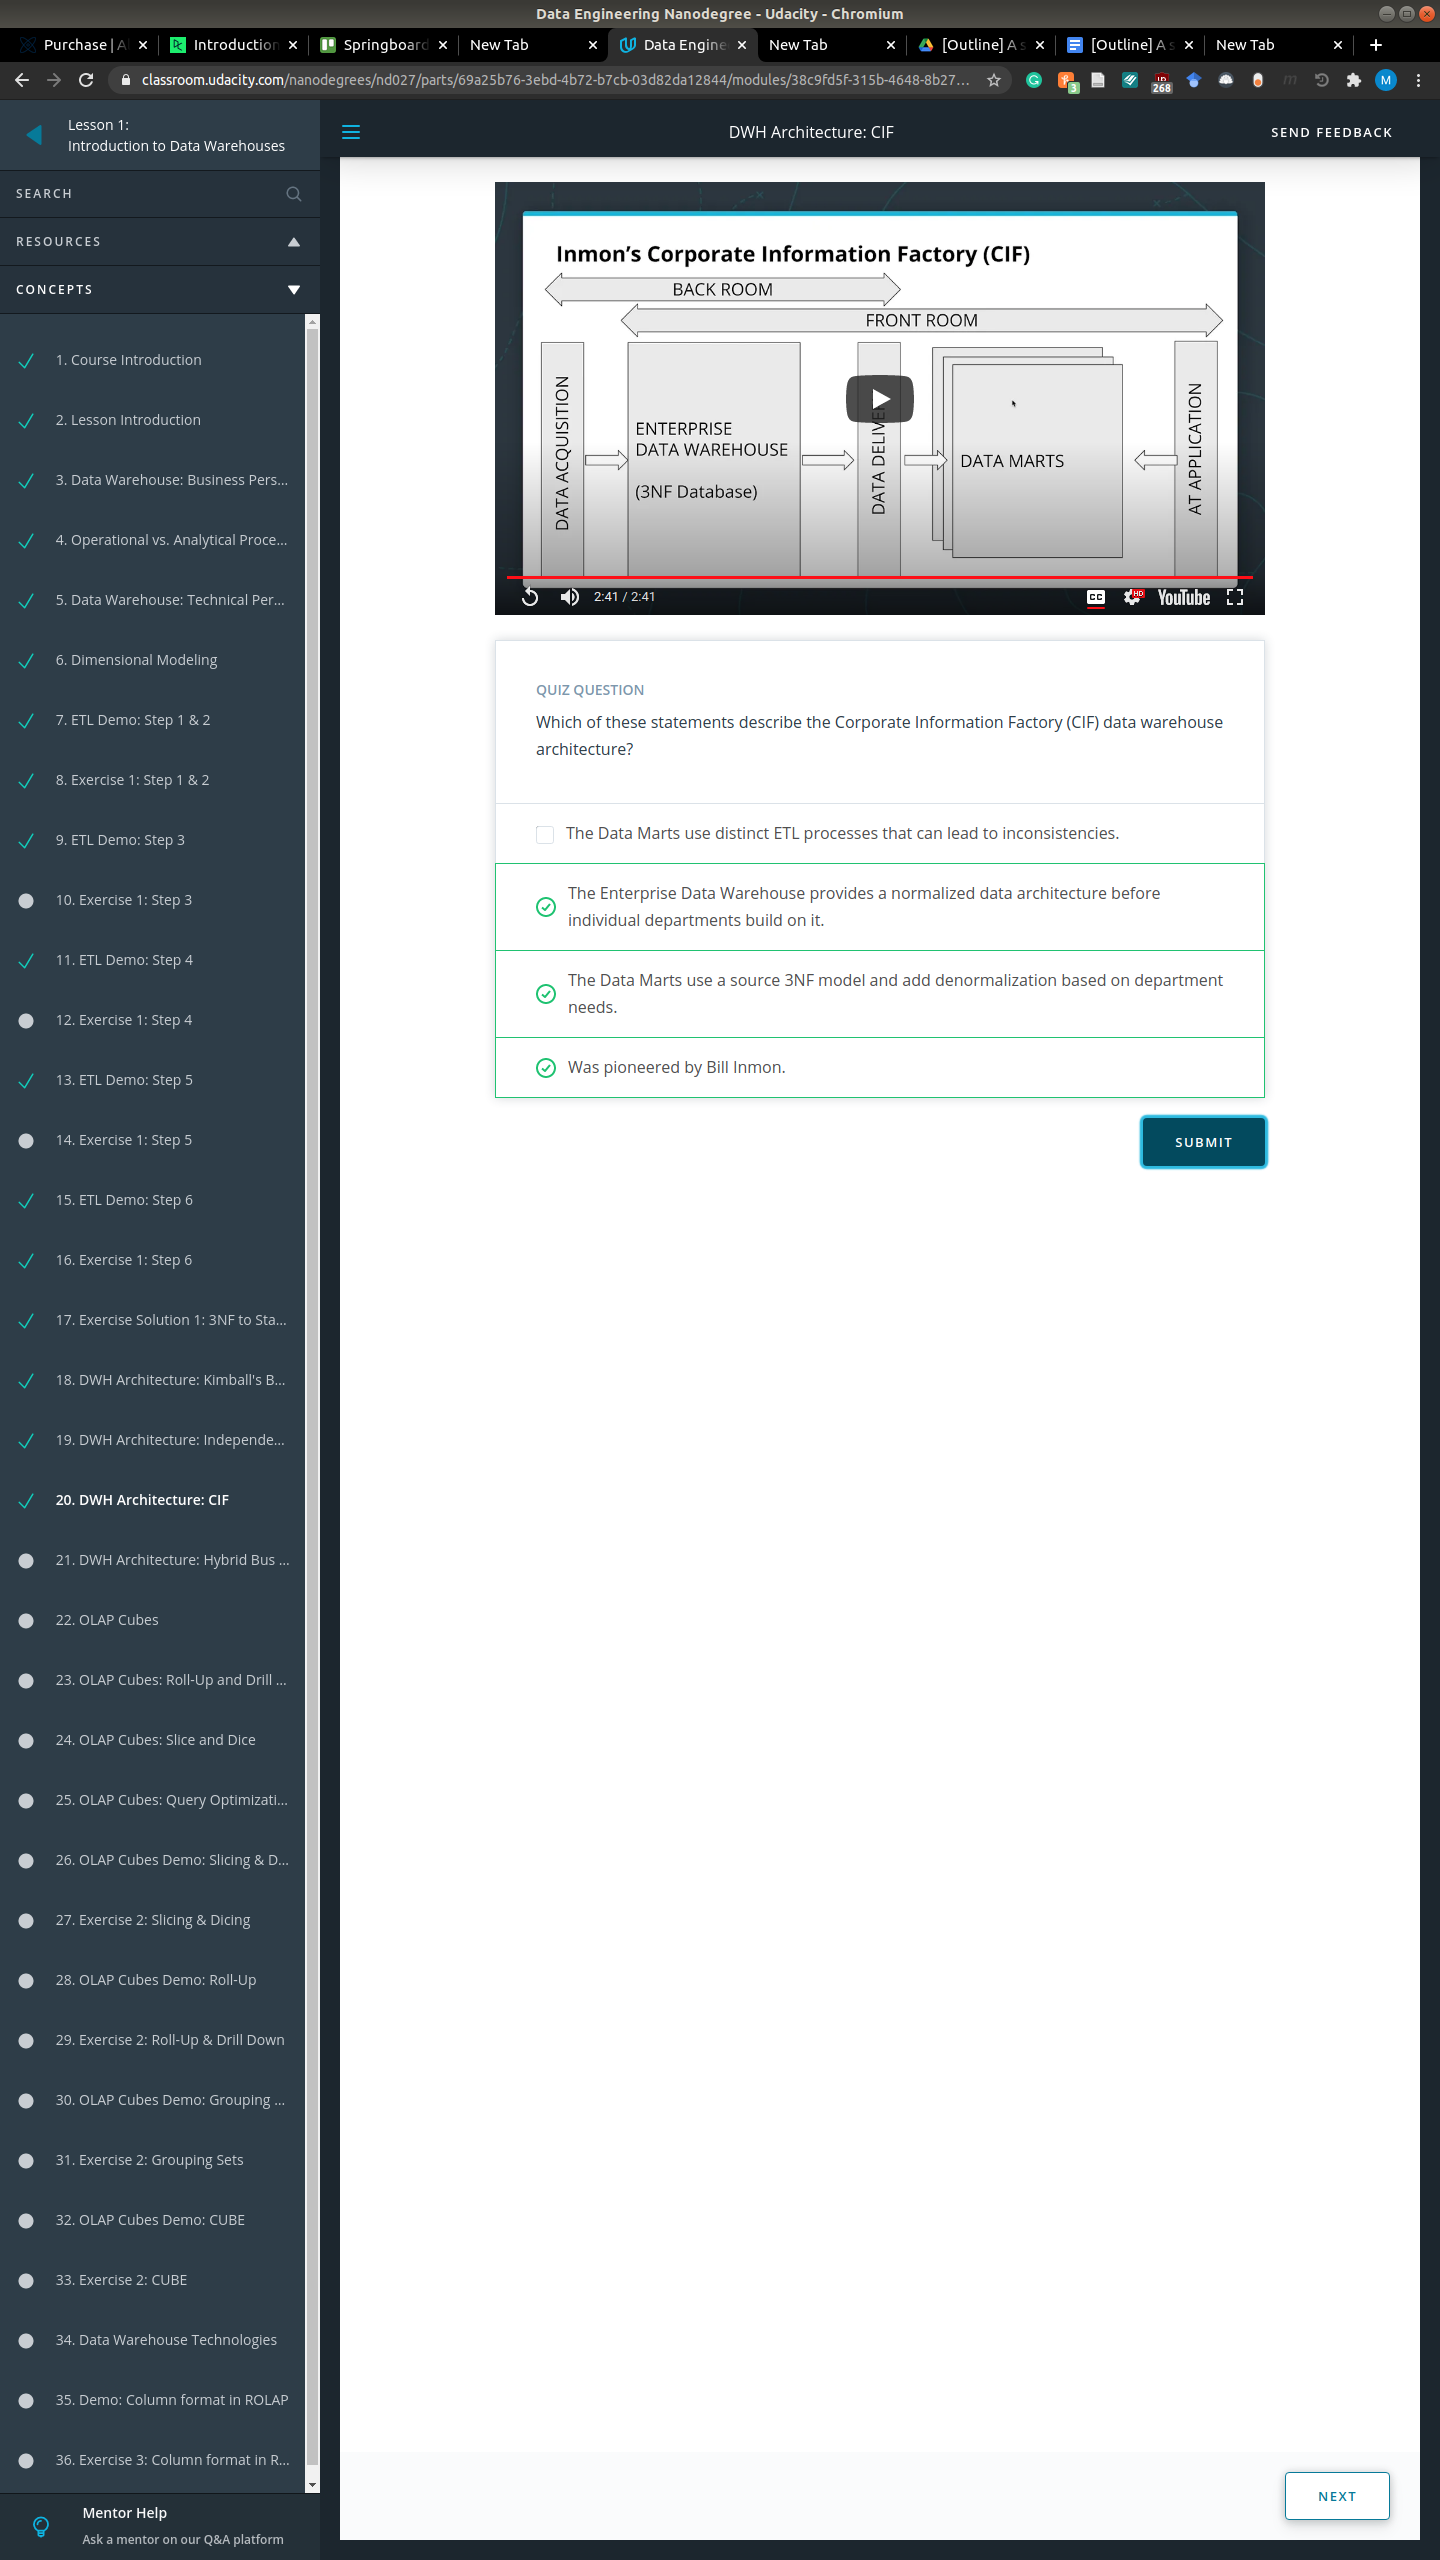 Data Engineering Nanodegree - Udacity - Chromium
Purchase | A
Introduction
Springboard
New Tab
Data Engine
New Tab
[Outline] A s
[Outline] A s
New Tab
classroom.udacity.com/nanodegrees/nd027/parts/69a25b76-3ebd-4b72-b7cb-03d82da12844/modules/38c9fd5f-315b-4648-8b27...
3
268
M
Lesson 1:
Introduction to Data Warehouses
DWH Architecture: CIF
SEND FEEDBACK
SEARCH
RESOURCES
CONCEPTS
1. Course Introduction
2. Lesson Introduction
3. Data Warehouse: Business Pers...
4. Operational vs. Analytical Proce...
5. Data Warehouse: Technical Per...
6. Dimensional Modeling
7. ETL Demo: Step 1 & 2
8. Exercise 1: Step 1 & 2
9. ETL Demo: Step 3
10. Exercise 1: Step 3
11. ETL Demo: Step 4
12. Exercise 1: Step 4
13. ETL Demo: Step 5
14. Exercise 1: Step 5
15. ETL Demo: Step 6
16. Exercise 1: Step 6
17. Exercise Solution 1: 3NF to Sta...
18. DWH Architecture: Kimball's B...
19. DWH Architecture: Independe...
20. DWH Architecture: CIF
21. DWH Architecture: Hybrid Bus ...
22. OLAP Cubes
23. OLAP Cubes: Roll-Up and Drill ...
24. OLAP Cubes: Slice and Dice
25. OLAP Cubes: Query Optimizati...
26. OLAP Cubes Demo: Slicing & D...
27. Exercise 2: Slicing & Dicing
28. OLAP Cubes Demo: Roll-Up
29. Exercise 2: Roll-Up & Drill Down
30. OLAP Cubes Demo: Grouping ...
31. Exercise 2: Grouping Sets
32. OLAP Cubes Demo: CUBE
33. Exercise 2: CUBE
34. Data Warehouse Technologies
35. Demo: Column format in ROLAP
36. Exercise 3: Column format in R...
Mentor Help
Ask a mentor on our Q&A platform
Inmon’s Corporate Information Factory (CIF)
BACK ROOM
FRONT ROOM
DATA ACQUISITION
ENTERPRISE
DATA WAREHOUSE
(3NF Database)
DATA DELIVER
DATA MARTS
AT APPLICATION
2:41 / 2:41
CC
HD
YouTube
QUIZ QUESTION
Which of these statements describe the Corporate Information Factory (CIF) data warehouse
architecture?
The Data Marts use distinct ETL processes that can lead to inconsistencies.
The Enterprise Data Warehouse provides a normalized data architecture before
individual departments build on it.
The Data Marts use a source 3NF model and add denormalization based on department
needs.
Was pioneered by Bill Inmon.
SUBMIT
NEXT